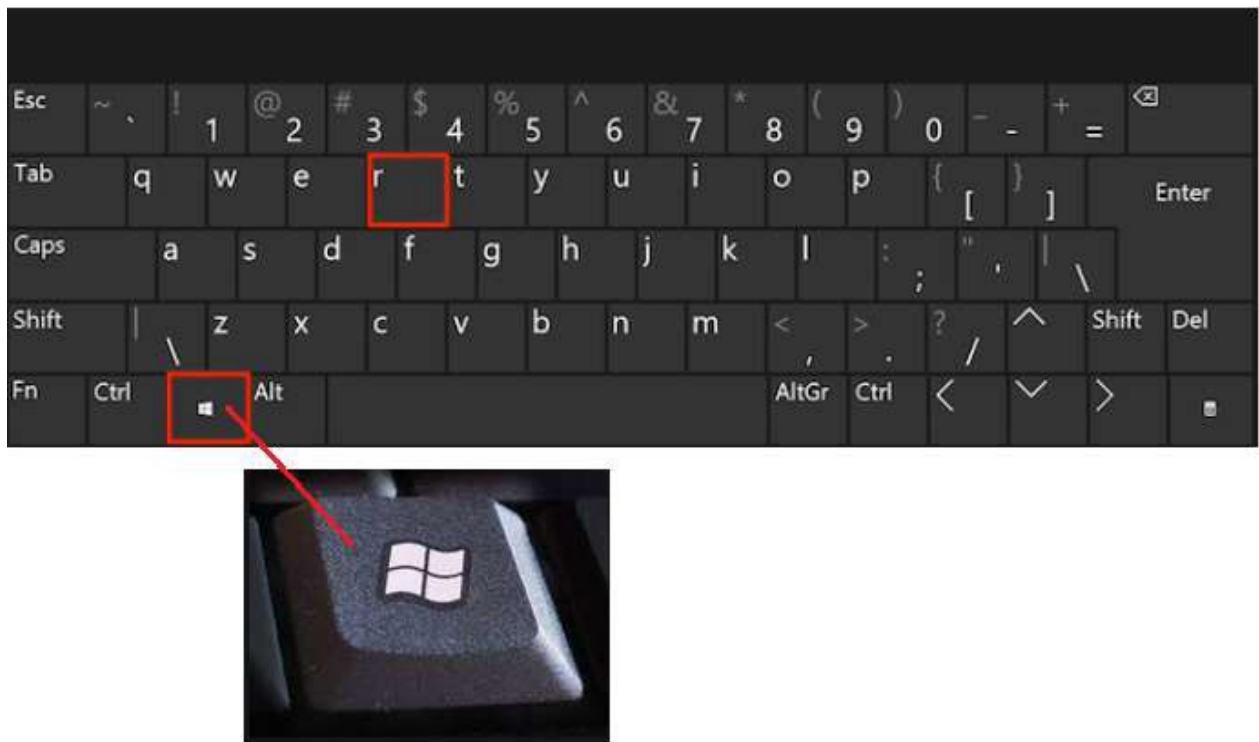 Esc ~ ` ! 1 @ 2 # 3 $ 4 % 5 ^ 6 & 7 * 8 ( 9 ) 0 _ - + =
Tab q w e r t y u i o p { [ } ] Enter
Caps a s d f g h j k l : ; " ' | \
Shift | \ z x c v b n m < , > . ? / Shift Del
Fn Ctrl Alt AltGr Ctrl